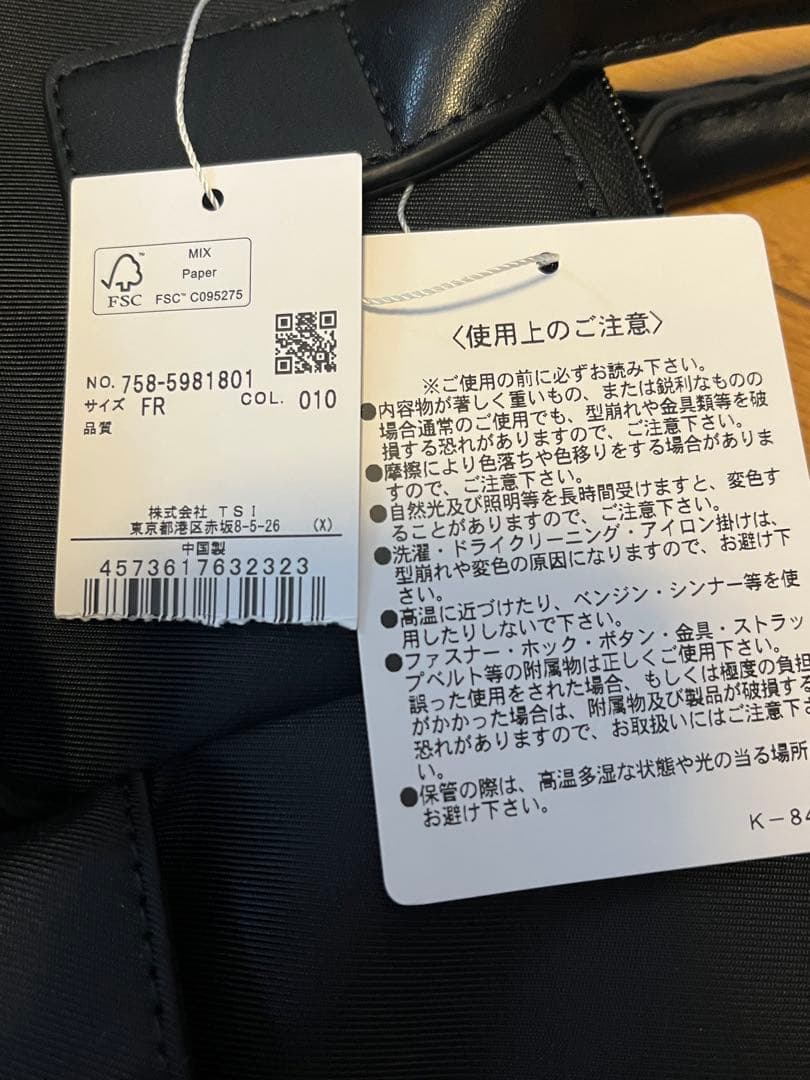 MIX
Paper
FSC™ C095275
FSC
NO. 758-5981801
サイズ FR COL. 010
品質
株式会社 TSI
東京都港区赤坂8-5-26 (X)
中国製
4573617632323
〈使用上のご注意〉
※ご使用の前に必ずお読み下さい。
●内容物が著しく重いもの、または鋭利なものの
場合通常のご使用でも、型崩れや金具類等を破
損する恐れがありますので、ご注意下さい。
●摩擦により色落ちや色移りをする場合がありま
すので、ご注意下さい。
●自然光及び照明等を長時間受けますと、変色す
ることがありますので、ご注意下さい。
●洗濯・ドライクリーニング・アイロン掛けは、
型崩れや変色の原因になりますので、お避け下
さい。
●高温に近づけたり、ベンジン・シンナー等を使
用したりしないで下さい。
●ファスナー・ホック・ボタン・金具・ストラッ
プベルト等の附属物は正しくご使用下さい。
誤った使用をされた場合、もしくは極度の負担
がかかった場合は、附属物及び製品が破損する
恐れがありますので、お取扱いにはご注意下さ
い。
●保管の際は、高温多湿な状態や光の当る場所
お避け下さい。
K-84